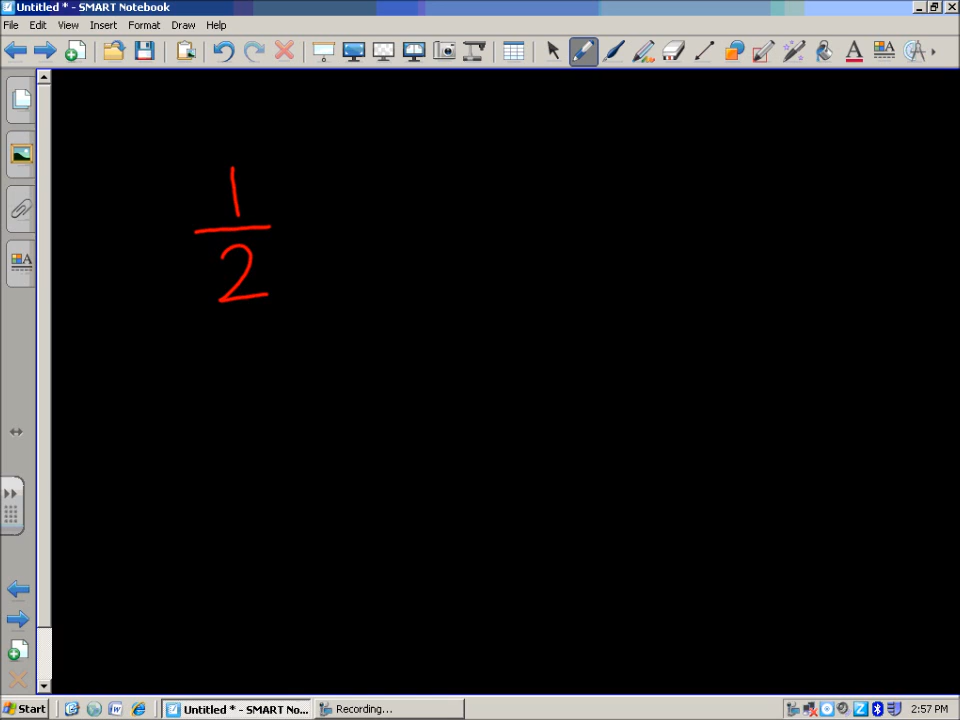 Untitled * - SMART Notebook
File Edit View Insert Format Draw Help
1
2
Start
Untitled * - SMART No...
Recording...
2:57 PM